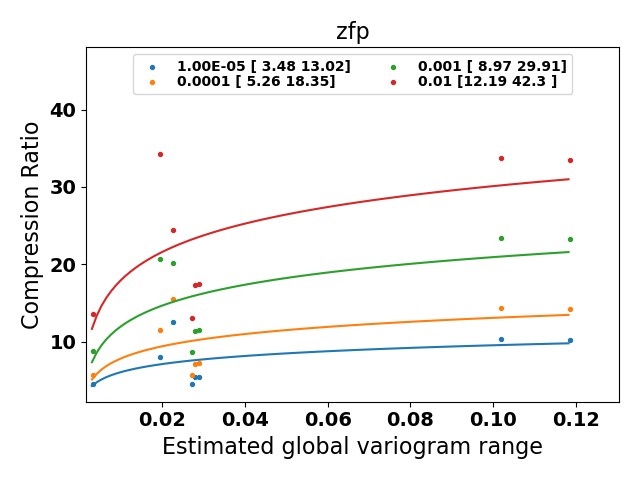 zfp
1.00E-05 [ 3.48 13.02]
0.0001 [ 5.26 18.35]
0.001 [ 8.97 29.91]
0.01 [12.19 42.3 ]
Compression Ratio
40
30
20
10
0.02 0.04 0.06 0.08 0.10 0.12
Estimated global variogram range